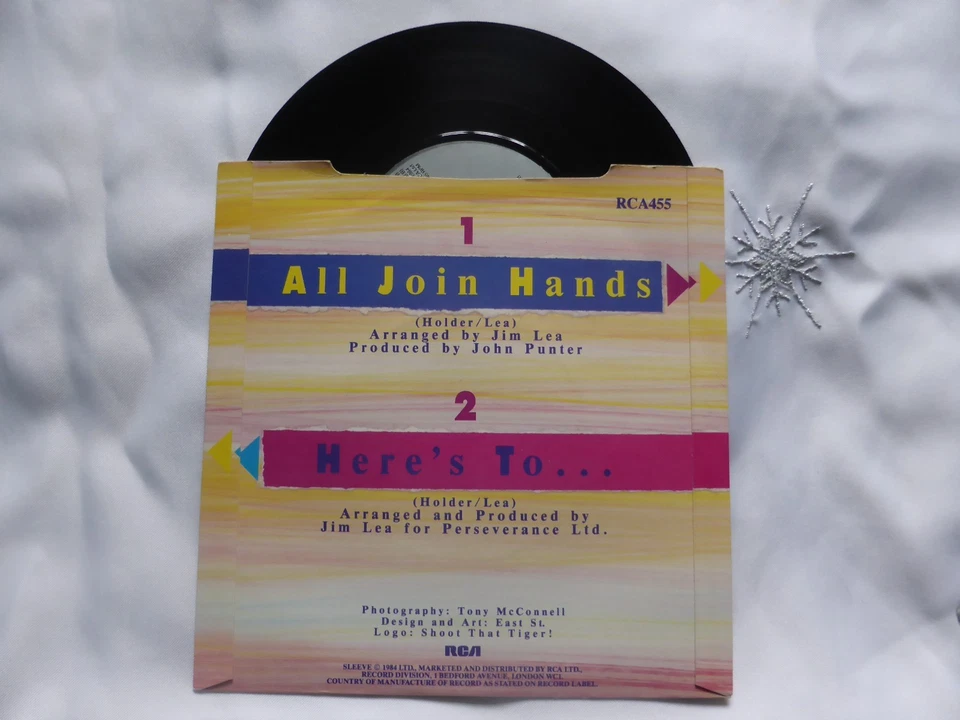 RCA455
1
All Join Hands
(Holder/Lea)
Arranged by Jim Lea
Produced by John Punter
2
Here's To...
(Holder/Lea)
Arranged and Produced by
Jim Lea for Perseverance Ltd.
Photography: Tony McConnell
Design and Art: East St.
Logo: Shoot That Tiger!
RCA
SLEEVE © 1984 LTD., MARKETED AND DISTRIBUTED BY RCA LTD.,
RECORD DIVISION, 1 BEDFORD AVENUE, LONDON WC1.
COUNTRY OF MANUFACTURE OF RECORD AS STATED ON RECORD LABEL.